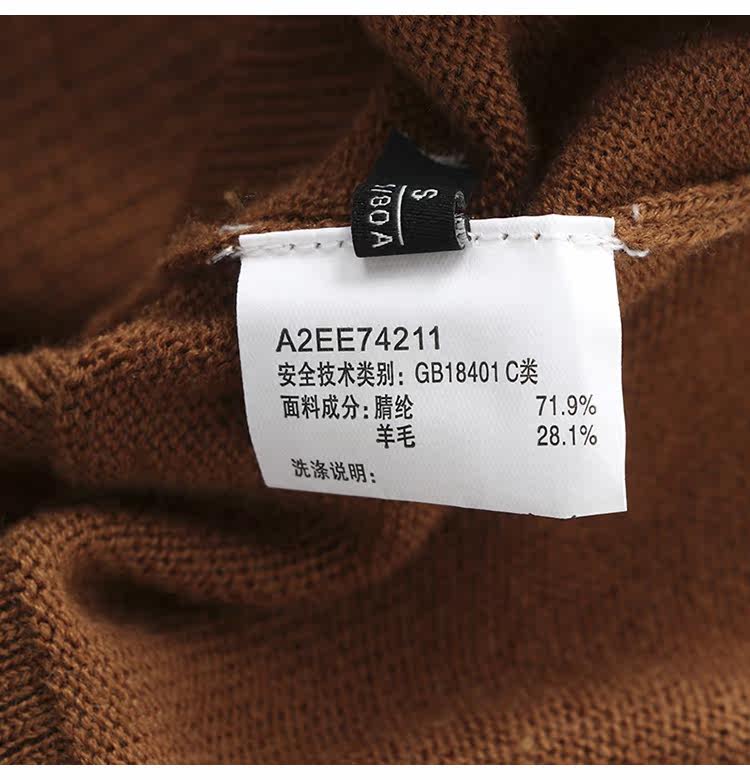 S
/80A
A2EE74211
安全技术类别: GB18401 C类
面料成分: 腈纶 71.9%
羊毛 28.1%
洗涤说明: